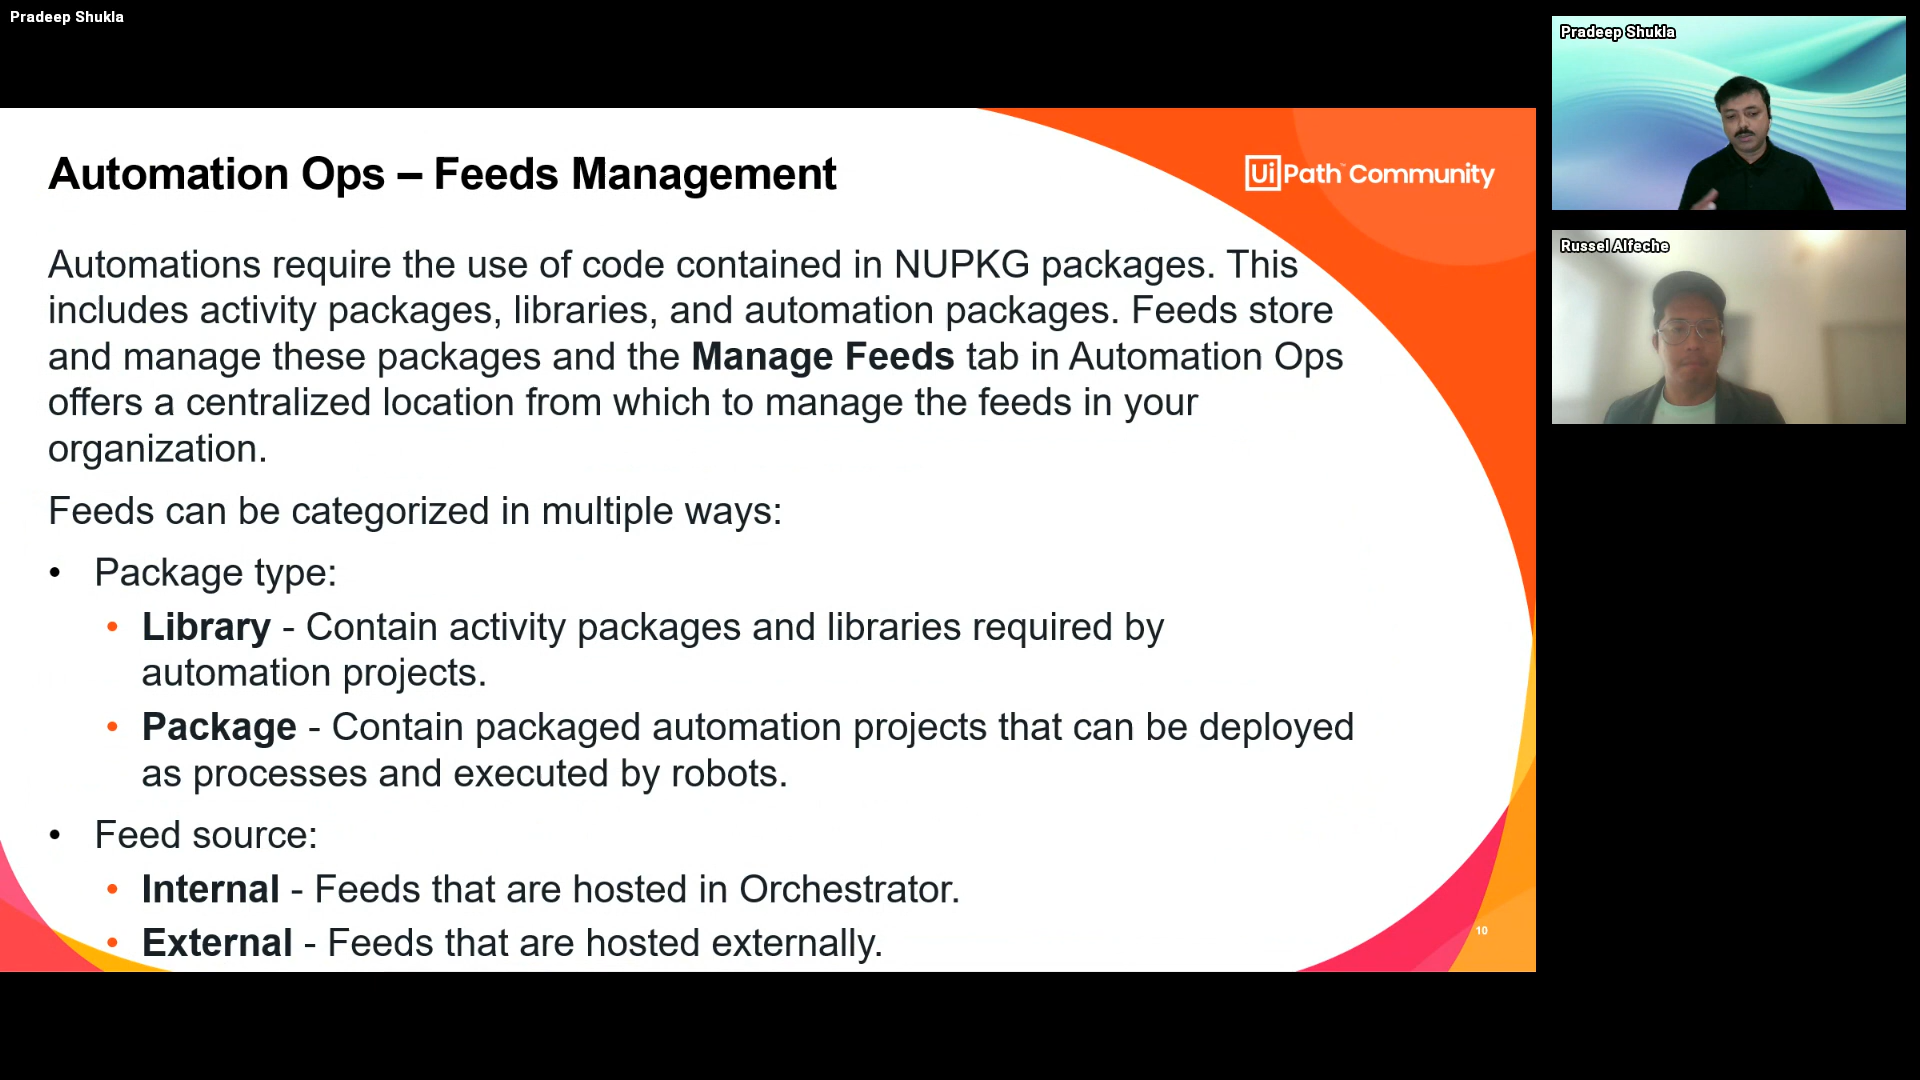 Pradeep Shukla
Pradeep Shukla
Russel Alfeche
Automation Ops – Feeds Management
UiPath™ Community
Automations require the use of code contained in NUPKG packages. This
includes activity packages, libraries, and automation packages. Feeds store
and manage these packages and the Manage Feeds tab in Automation Ops
offers a centralized location from which to manage the feeds in your
organization.
Feeds can be categorized in multiple ways:
• Package type:
• Library - Contain activity packages and libraries required by
automation projects.
• Package - Contain packaged automation projects that can be deployed
as processes and executed by robots.
• Feed source:
• Internal - Feeds that are hosted in Orchestrator.
• External - Feeds that are hosted externally.
10